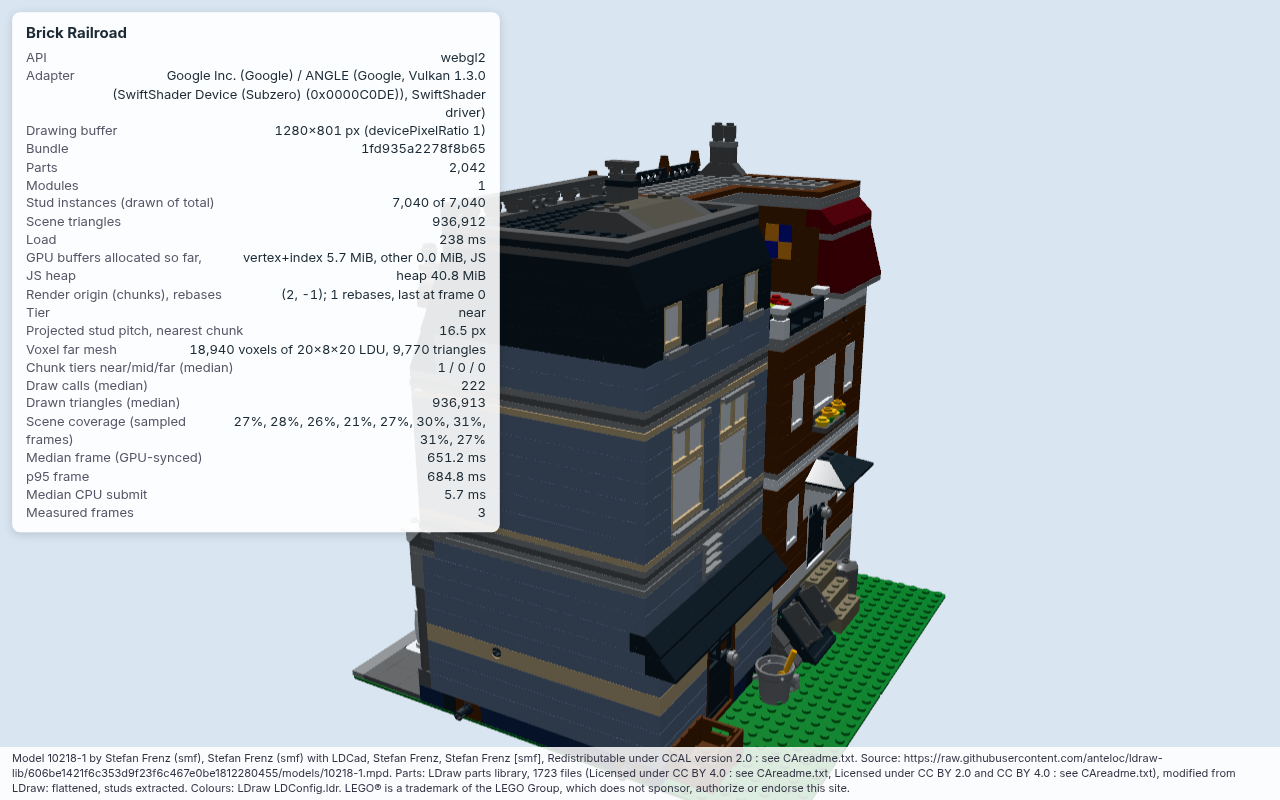 Brick Railroad
API webgl2
Adapter Google Inc. (Google) / ANGLE (Google, Vulkan 1.3.0
(SwiftShader Device (Subzero) (0x0000C0DE)), SwiftShader
driver)
Drawing buffer 1280×801 px (devicePixelRatio 1)
Bundle 1fd935a2278f8b65
Parts 2,042
Modules 1
Stud instances (drawn of total) 7,040 of 7,040
Scene triangles 936,912
Load 238 ms
GPU buffers allocated so far, vertex+index 5.7 MiB, other 0.0 MiB, JS
JS heap heap 40.8 MiB
Render origin (chunks), rebases (2, -1); 1 rebases, last at frame 0
Tier near
Projected stud pitch, nearest chunk 16.5 px
Voxel far mesh 18,940 voxels of 20×8×20 LDU, 9,770 triangles
Chunk tiers near/mid/far (median) 1 / 0 / 0
Draw calls (median) 222
Drawn triangles (median) 936,913
Scene coverage (sampled 27%, 28%, 26%, 21%, 27%, 30%, 31%,
frames) 31%, 27%
Median frame (GPU-synced) 651.2 ms
p95 frame 684.8 ms
Median CPU submit 5.7 ms
Measured frames 3
Model 10218-1 by Stefan Frenz (smf), Stefan Frenz (smf) with LDCad, Stefan Frenz, Stefan Frenz [smf], Redistributable under CCAL version 2.0 : see CAreadme.txt. Source: https://raw.githubusercontent.com/anteloc/ldraw-
lib/606be1421f6c353d9f23f6c467e0be1812280455/models/10218-1.mpd. Parts: LDraw parts library, 1723 files (Licensed under CC BY 4.0 : see CAreadme.txt, Licensed under CC BY 2.0 and CC BY 4.0 : see CAreadme.txt), modified from
LDraw: flattened, studs extracted. Colours: LDraw LDConfig.ldr. LEGO® is a trademark of the LEGO Group, which does not sponsor, authorize or endorse this site.